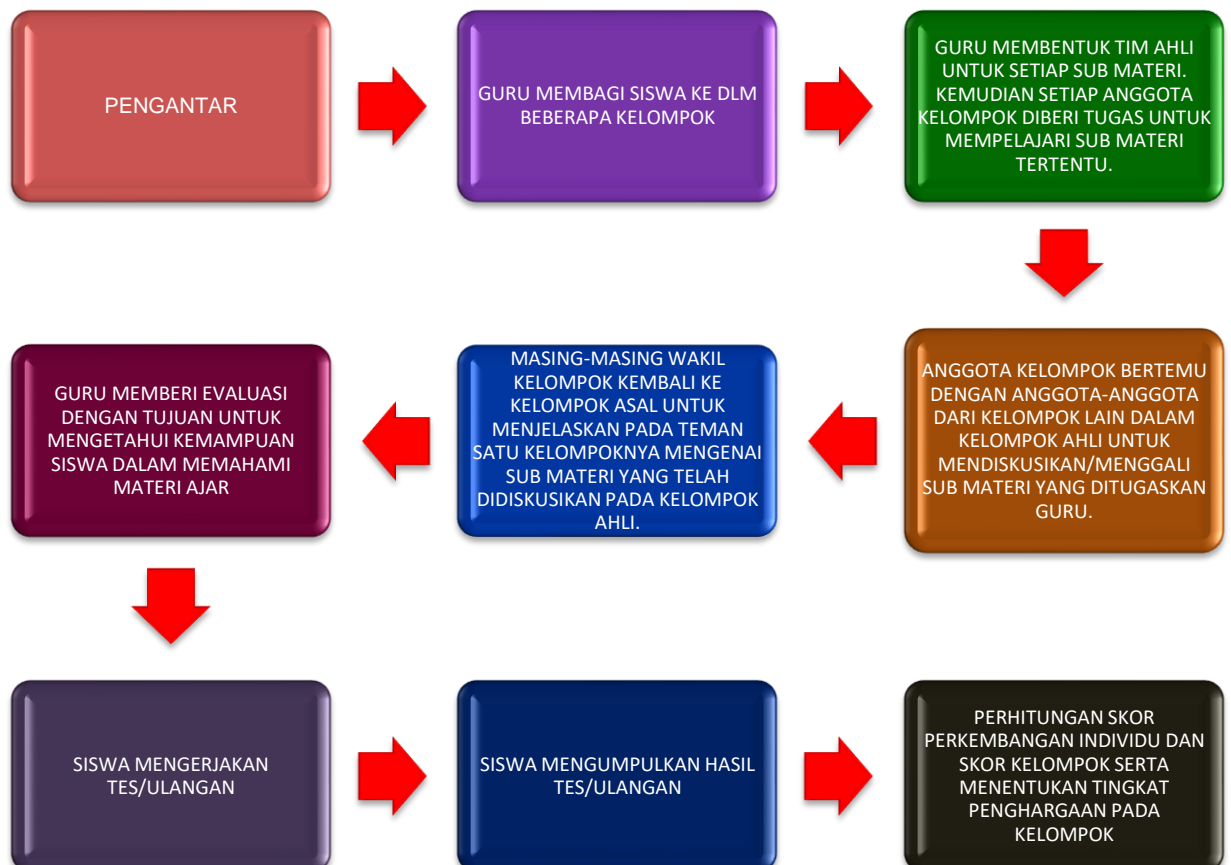 PENGANTAR
GURU MEMBAGI SISWA KE DLM
BEBERAPA KELOMPOK
GURU MEMBENTUK TIM AHLI
UNTUK SETIAP SUB MATERI.
KEMUDIAN SETIAP ANGGOTA
KELOMPOK DIBERI TUGAS UNTUK
MEMPELAJARI SUB MATERI
TERTENTU.
ANGGOTA KELOMPOK BERTEMU
DENGAN ANGGOTA-ANGGOTA
DARI KELOMPOK LAIN DALAM
KELOMPOK AHLI UNTUK
MENDISKUSIKAN/MENGGALI
SUB MATERI YANG DITUGASKAN
GURU.
MASING-MASING WAKIL
KELOMPOK KEMBALI KE
KELOMPOK ASAL UNTUK
MENJELASKAN PADA TEMAN
SATU KELOMPOKNYA MENGENAI
SUB MATERI YANG TELAH
DIDISKUSIKAN PADA KELOMPOK
AHLI.
GURU MEMBERI EVALUASI
DENGAN TUJUAN UNTUK
MENGETAHUI KEMAMPUAN
SISWA DALAM MEMAHAMI
MATERI AJAR
SISWA MENGERJAKAN
TES/ULANGAN
SISWA MENGUMPULKAN HASIL
TES/ULANGAN
PERHITUNGAN SKOR
PERKEMBANGAN INDIVIDU DAN
SKOR KELOMPOK SERTA
MENENTUKAN TINGKAT
PENGHARGAAN PADA
KELOMPOK